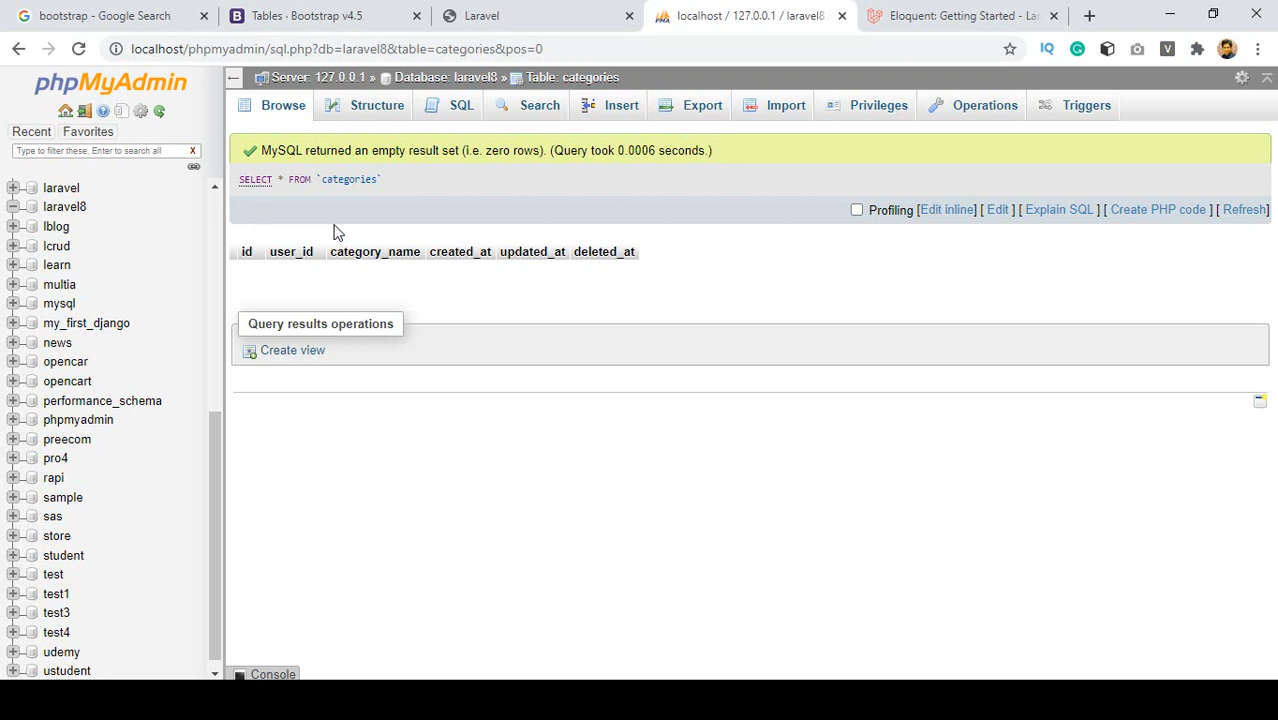 bootstrap - Google Search
Tables · Bootstrap v4.5
Laravel
localhost / 127.0.0.1 / laravel8
Eloquent: Getting Started - La
localhost/phpmyadmin/sql.php?db=laravel8&table=categories&pos=0
phpMyAdmin
Recent
Favorites
Type to filter these, Enter to search all
X
laravel
laravel8
lblog
lcrud
learn
multia
mysql
my_first_django
news
opencar
opencart
performance_schema
phpmyadmin
preecom
pro4
rapi
sample
sas
store
student
test
test1
test3
test4
udemy
ustudent
Server: 127.0.0.1 » Database: laravel8 » Table: categories
Browse Structure SQL Search Insert Export Import Privileges Operations Triggers
MySQL returned an empty result set (i.e. zero rows). (Query took 0.0006 seconds.)
SELECT * FROM `categories`
Profiling [Edit inline] [ Edit ] [ Explain SQL ] [ Create PHP code ] [ Refresh]
id user_id category_name created_at updated_at deleted_at
Query results operations
Create view
Console